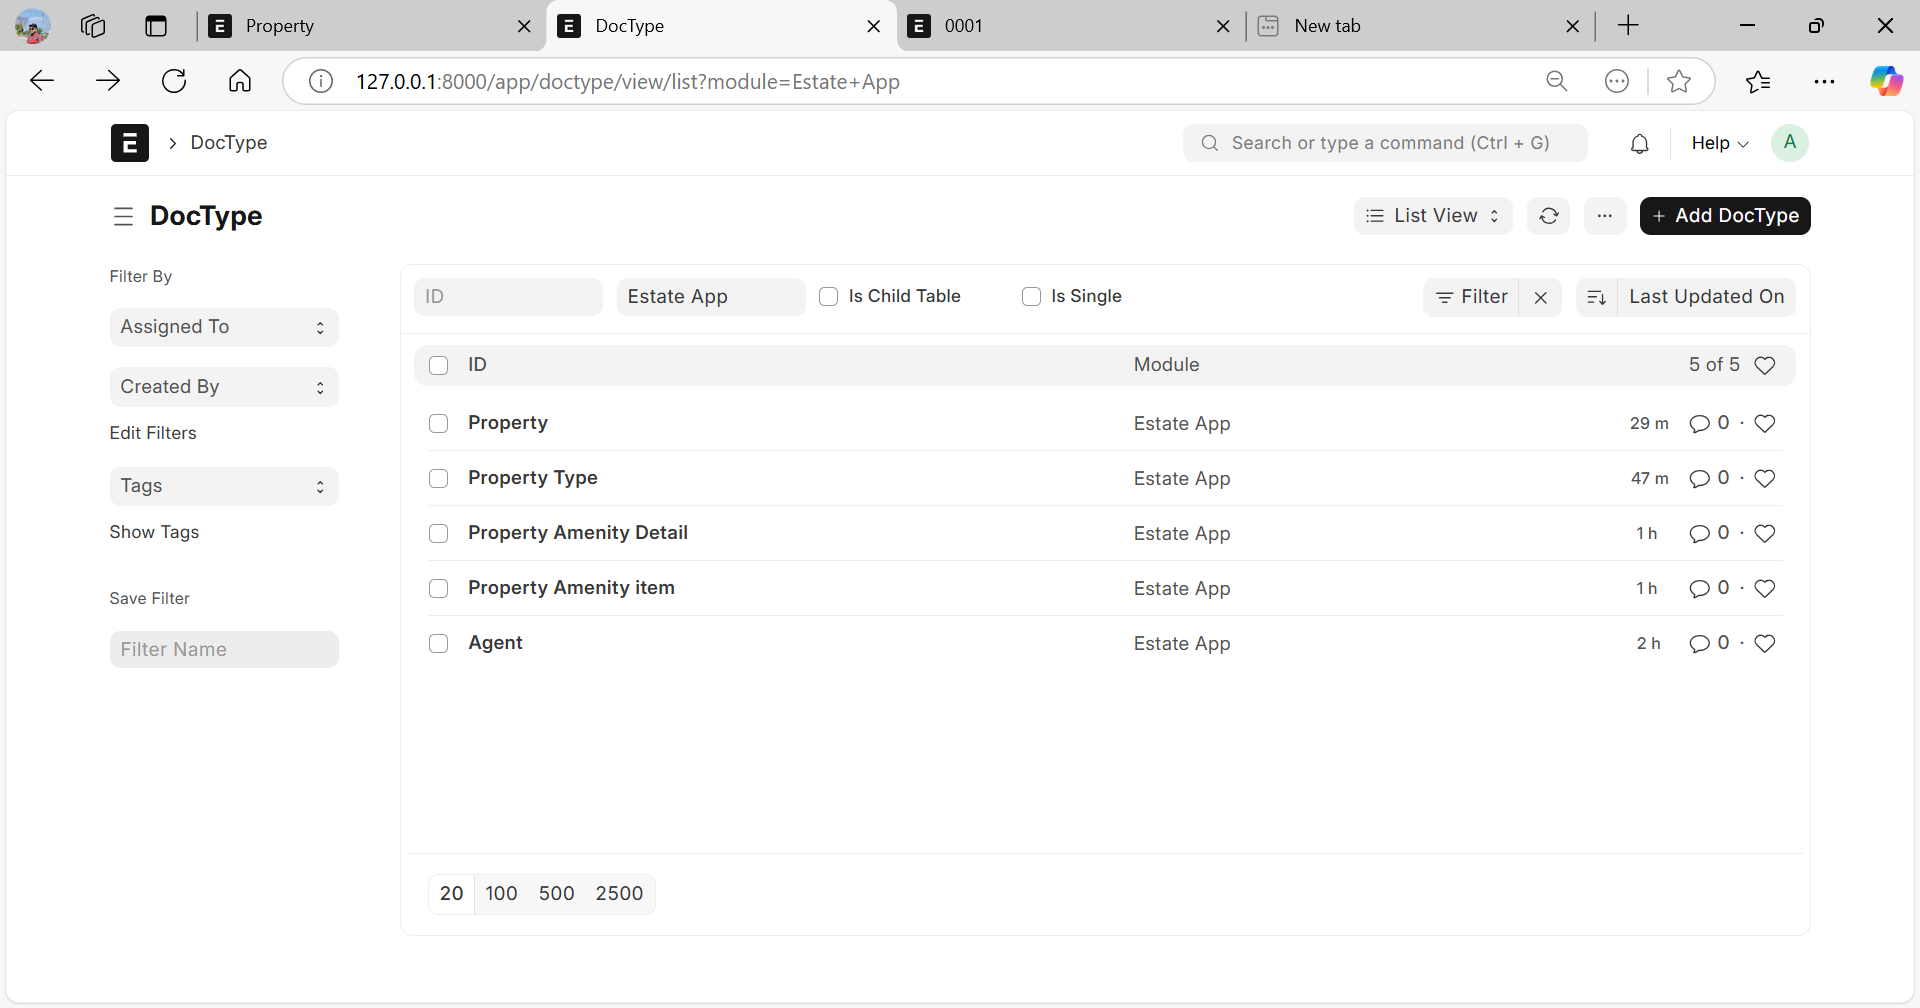 Property
DocType
0001
New tab
127.0.0.1:8000/app/doctype/view/list?module=Estate+App
E
DocType
Search or type a command (Ctrl + G)
Help
A
DocType
List View
Add DocType
Filter By
Assigned To
Created By
Edit Filters
Tags
Show Tags
Save Filter
Filter Name
ID
Estate App
Is Child Table
Is Single
Filter
Last Updated On
ID Module 5 of 5
Property Estate App 29 m 0 ·
Property Type Estate App 47 m 0 ·
Property Amenity Detail Estate App 1 h 0 ·
Property Amenity item Estate App 1 h 0 ·
Agent Estate App 2 h 0 ·
20 100 500 2500